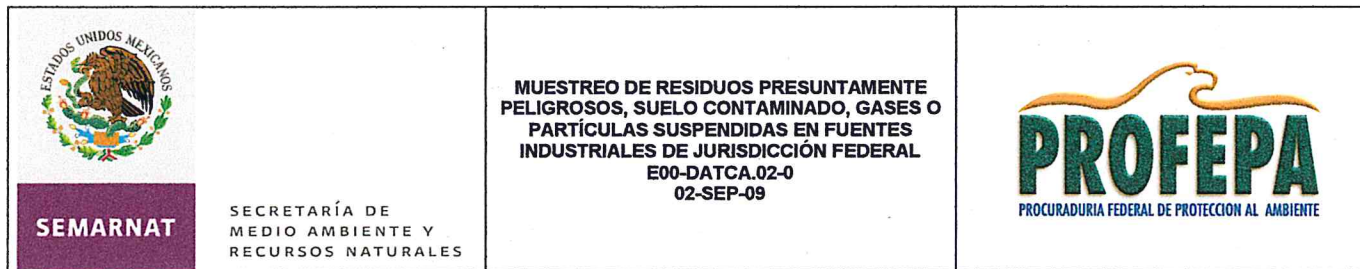 ESTADOS UNIDOS MEXICANOS
SEMARNAT
SECRETARÍA DE
MEDIO AMBIENTE Y
RECURSOS NATURALES
MUESTREO DE RESIDUOS PRESUNTAMENTE
PELIGROSOS, SUELO CONTAMINADO, GASES O
PARTÍCULAS SUSPENDIDAS EN FUENTES
INDUSTRIALES DE JURISDICCIÓN FEDERAL
E00-DATCA.02-0
02-SEP-09
PROFEPA
PROCURADURIA FEDERAL DE PROTECCION AL AMBIENTE